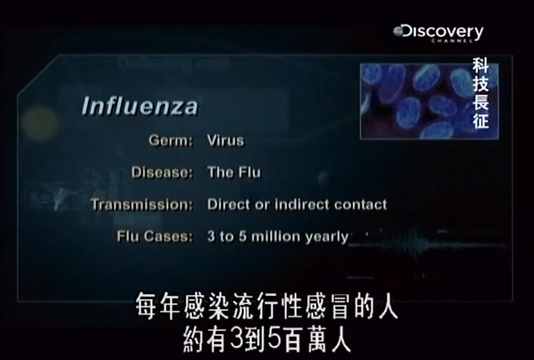 Discovery
CHANNEL
科技長征
Influenza
Germ: Virus
Disease: The Flu
Transmission: Direct or indirect contact
Flu Cases: 3 to 5 million yearly
每年感染流行性感冒的人
約有3到5百萬人